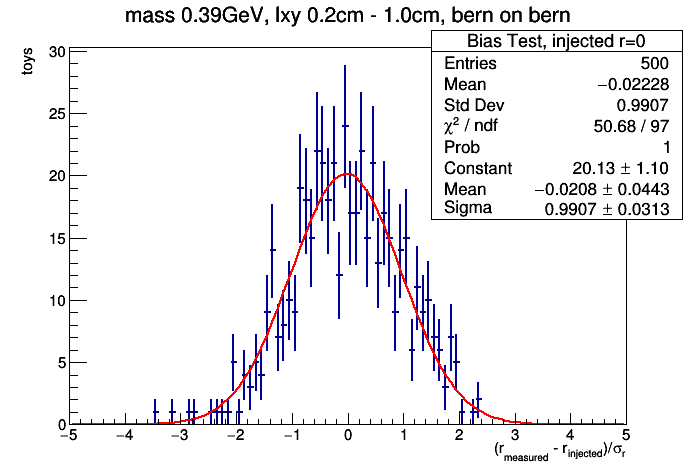 mass 0.39GeV, lxy 0.2cm - 1.0cm, bern on bern
toys
Bias Test, injected r=0
Entries 500
Mean −0.02228
Std Dev 0.9907
χ² / ndf 50.68 / 97
Prob 1
Constant 20.13 ± 1.10
Mean −0.0208 ± 0.0443
Sigma 0.9907 ± 0.0313
30
25
20
15
10
5
0
−5 −4 −3 −2 −1 0 1 2 3 4 5
(r_measured - r_injected)/σ_r